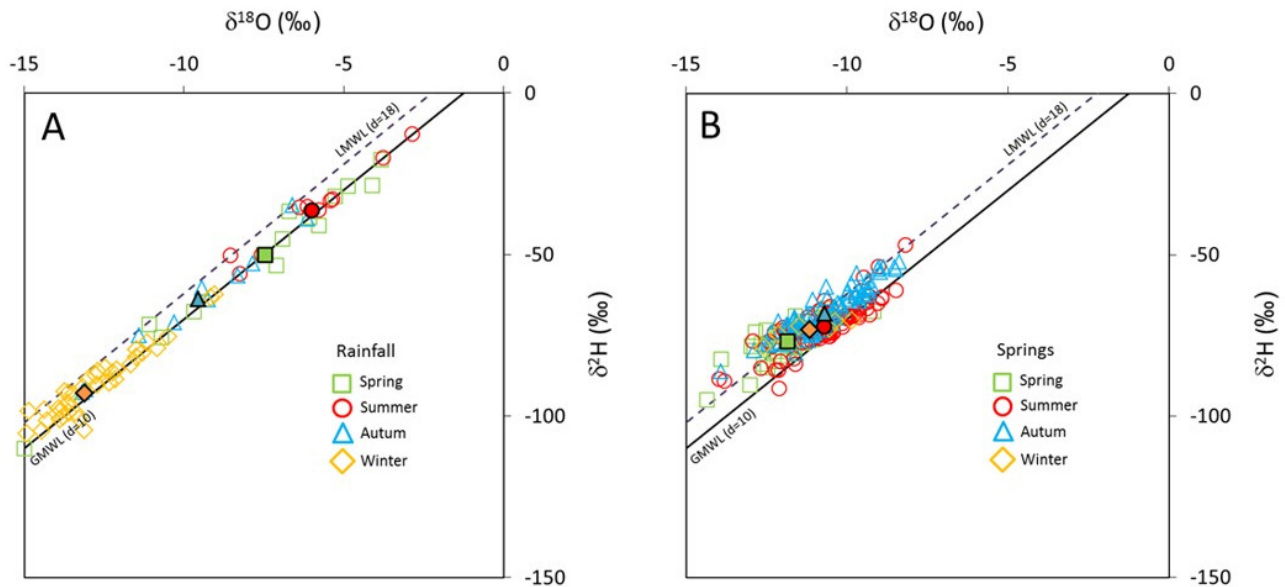 δ¹⁸O (‰)
-15
-10
-5
0
A
LMWL (d=18)
GMWL (d=10)
Rainfall
Spring
Summer
Autum
Winter
0
-50
-100
-150
δ²H (‰)
δ¹⁸O (‰)
-15
-10
-5
0
B
LMWL (d=18)
GMWL (d=10)
Springs
Spring
Summer
Autum
Winter
0
-50
-100
-150
δ²H (‰)